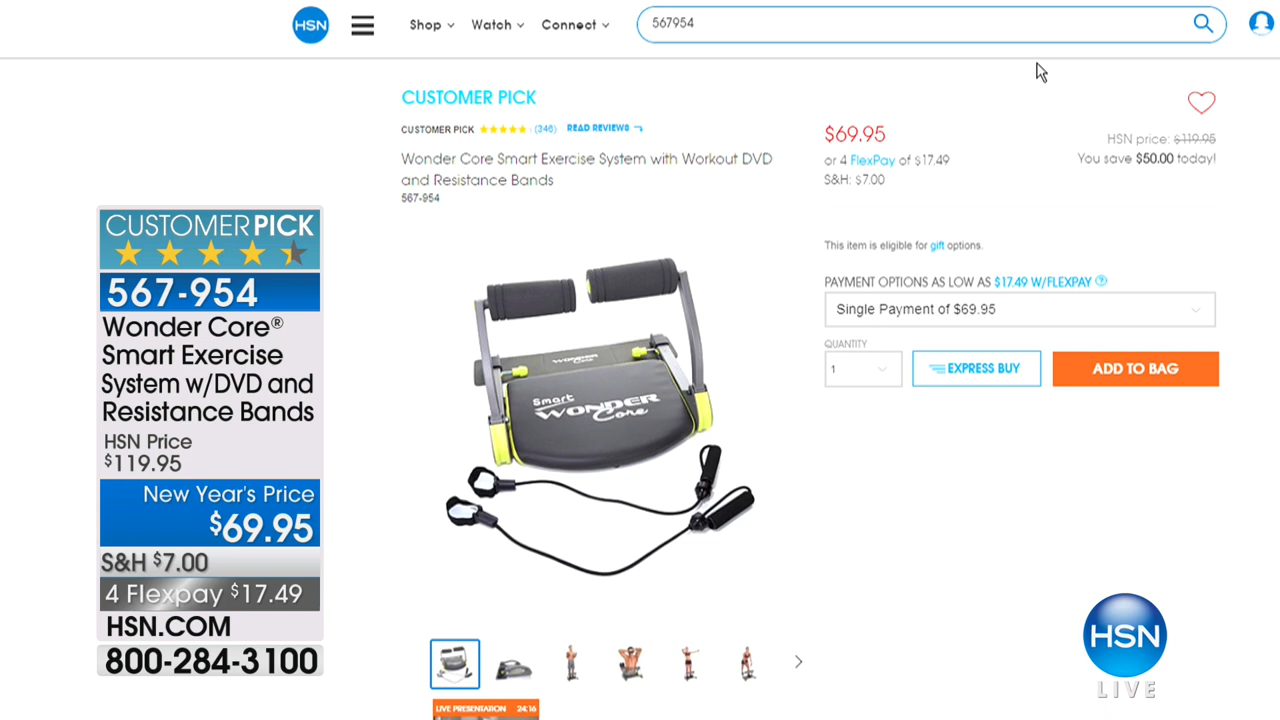 HSN
Shop
Watch
Connect
567954
CUSTOMER PICK
CUSTOMER PICK (346) READ REVIEWS
Wonder Core Smart Exercise System with Workout DVD
and Resistance Bands
567-954
$69.95
or 4 FlexPay of $17.49
S&H: $7.00
HSN price: $119.95
You save $50.00 today!
This item is eligible for gift options.
PAYMENT OPTIONS AS LOW AS $17.49 W/FLEXPAY ?
Single Payment of $69.95
QUANTITY
1
EXPRESS BUY
ADD TO BAG
CUSTOMER PICK
567-954
Wonder Core®
Smart Exercise
System w/DVD and
Resistance Bands
HSN Price
$119.95
New Year's Price
$69.95
S&H $7.00
4 Flexpay $17.49
HSN.COM
800-284-3100
WONDER
Core
Smart
WONDER
Core
LIVE PRESENTATION 24:16
HSN
LIVE